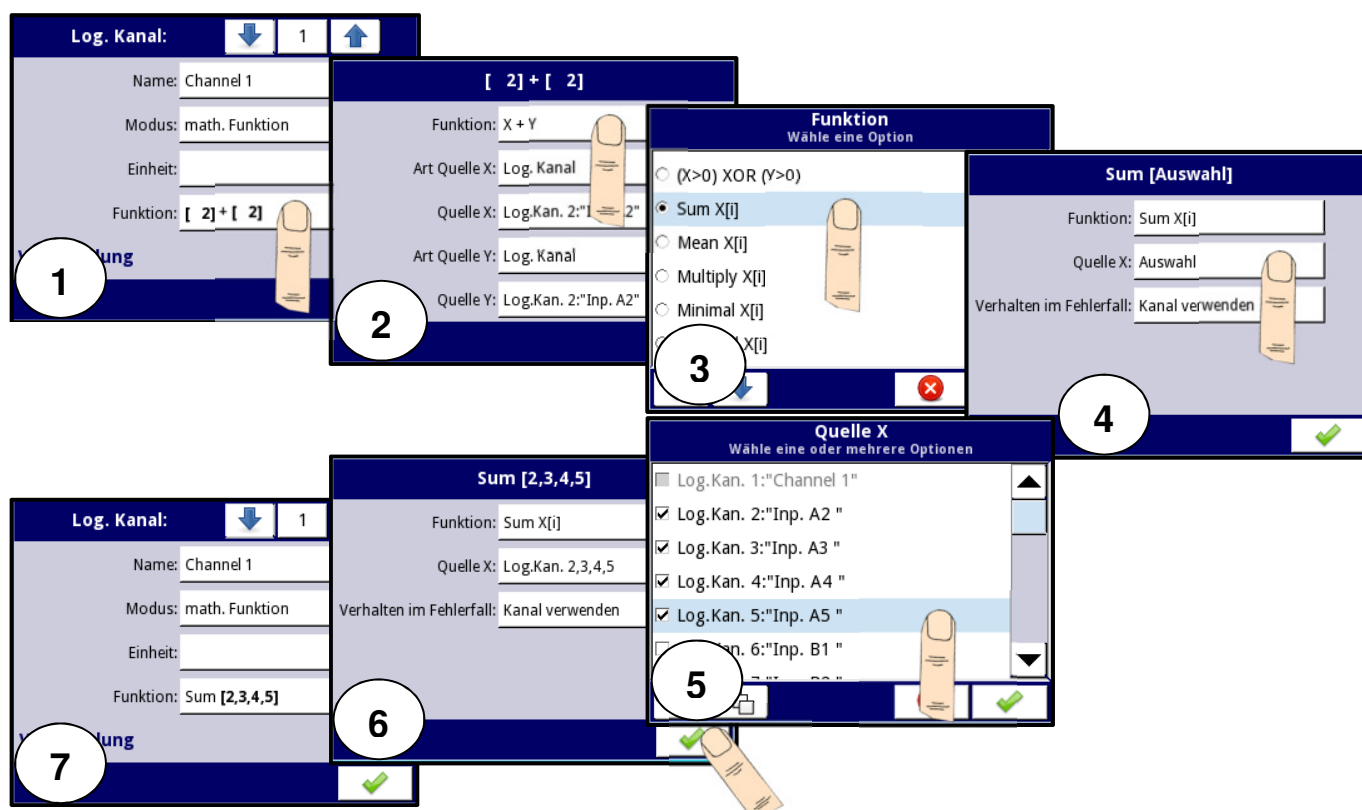 Log. Kanal: 1
Name: Channel 1
Modus: math. Funktion
Einheit:
Funktion: [ 2] + [ 2]
1
[ 2] + [ 2]
Funktion: X + Y
Art Quelle X: Log. Kanal
Quelle X: Log.Kan. 2:
Art Quelle Y: Log. Kanal
Quelle Y: Log.Kan. 2:"Inp. A2"
2
Funktion
Wähle eine Option
(X>0) XOR (Y>0)
Sum X[i]
Mean X[i]
Multiply X[i]
Minimal X[i]
X[i]
3
Sum [Auswahl]
Funktion: Sum X[i]
Quelle X: Auswahl
Verhalten im Fehlerfall: Kanal verwenden
4
Quelle X
Wähle eine oder mehrere Optionen
Log.Kan. 1:"Channel 1"
Log.Kan. 2:"Inp. A2 "
Log.Kan. 3:"Inp. A3 "
Log.Kan. 4:"Inp. A4 "
Log.Kan. 5:"Inp. A5 "
6:"Inp. B1 "
5
Sum [2,3,4,5]
Funktion: Sum X[i]
Quelle X: Log.Kan. 2,3,4,5
Verhalten im Fehlerfall: Kanal verwenden
6
Log. Kanal: 1
Name: Channel 1
Modus: math. Funktion
Einheit:
Funktion: Sum [2,3,4,5]
7